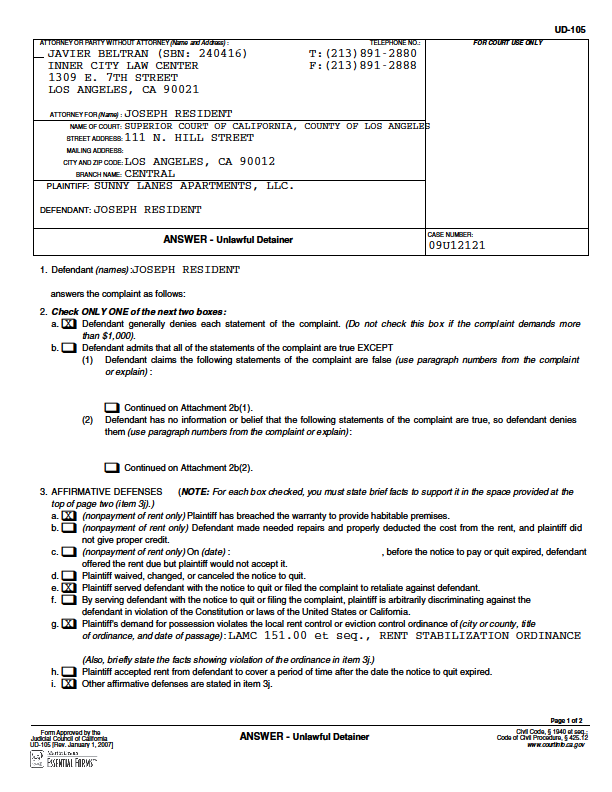 UD-105
ATTORNEY OR PARTY WITHOUT ATTORNEY (Name and Address) : TELEPHONE NO.: FOR COURT USE ONLY
JAVIER BELTRAN (SBN: 240416) T:(213)891-2880
INNER CITY LAW CENTER F:(213)891-2888
1309 E. 7TH STREET
LOS ANGELES, CA 90021
ATTORNEY FOR (Name) : JOSEPH RESIDENT
NAME OF COURT: SUPERIOR COURT OF CALIFORNIA, COUNTY OF LOS ANGELES
STREET ADDRESS: 111 N. HILL STREET
MAILING ADDRESS:
CITY AND ZIP CODE: LOS ANGELES, CA 90012
BRANCH NAME: CENTRAL
PLAINTIFF: SUNNY LANES APARTMENTS, LLC.
DEFENDANT: JOSEPH RESIDENT
ANSWER - Unlawful Detainer
CASE NUMBER:
09U12121
1. Defendant (names) :JOSEPH RESIDENT
answers the complaint as follows:
2. Check ONLY ONE of the next two boxes:
a. X Defendant generally denies each statement of the complaint. (Do not check this box if the complaint demands more
than $1,000).
b. Defendant admits that all of the statements of the complaint are true EXCEPT
(1) Defendant claims the following statements of the complaint are false (use paragraph numbers from the complaint
or explain) :
Continued on Attachment 2b(1).
(2) Defendant has no information or belief that the following statements of the complaint are true, so defendant denies
them (use paragraph numbers from the complaint or explain) :
Continued on Attachment 2b(2).
3. AFFIRMATIVE DEFENSES (NOTE: For each box checked, you must state brief facts to support it in the space provided at the
top of page two (item 3j).)
a. X (nonpayment of rent only) Plaintiff has breached the warranty to provide habitable premises.
b. (nonpayment of rent only) Defendant made needed repairs and properly deducted the cost from the rent, and plaintiff did
not give proper credit.
c. (nonpayment of rent only) On (date) : , before the notice to pay or quit expired, defendant
offered the rent due but plaintiff would not accept it.
d. Plaintiff waived, changed, or canceled the notice to quit.
e. X Plaintiff served defendant with the notice to quit or filed the complaint to retaliate against defendant.
f. By serving defendant with the notice to quit or filing the complaint, plaintiff is arbitrarily discriminating against the
defendant in violation of the Constitution or laws of the United States or California.
g. X Plaintiff's demand for possession violates the local rent control or eviction control ordinance of (city or county, title
of ordinance, and date of passage) : LAMC 151.00 et seq., RENT STABILIZATION ORDINANCE
(Also, briefly state the facts showing violation of the ordinance in item 3j.)
h. Plaintiff accepted rent from defendant to cover a period of time after the date the notice to quit expired.
i. X Other affirmative defenses are stated in item 3j.
Page 1 of 2
Form Approved by the
Judicial Council of California
UD-105 [Rev. January 1, 2007]
ANSWER - Unlawful Detainer
Civil Code, § 1940 et seq.;
Code of Civil Procedure, § 425.12
www.courtinfo.ca.gov
ESSENTIAL FORMS